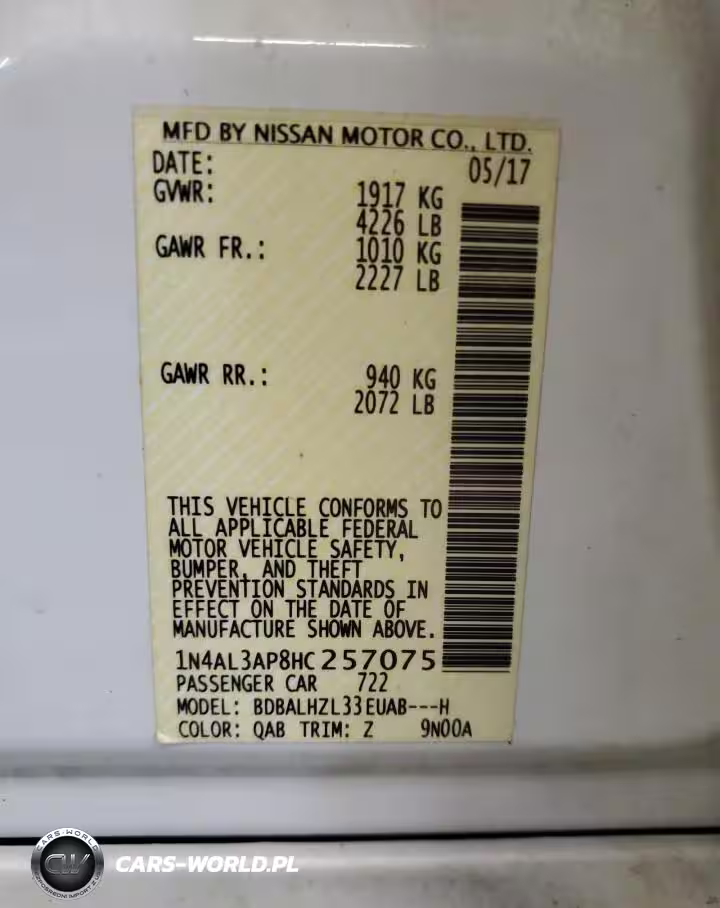 MFD BY NISSAN MOTOR CO., LTD.
DATE: 05/17
GVWR: 1917 KG
4226 LB
GAWR FR.: 1010 KG
2227 LB
GAWR RR.: 940 KG
2072 LB
THIS VEHICLE CONFORMS TO
ALL APPLICABLE FEDERAL
MOTOR VEHICLE SAFETY,
BUMPER, AND THEFT
PREVENTION STANDARDS IN
EFFECT ON THE DATE OF
MANUFACTURE SHOWN ABOVE.
1N4AL3AP8HC257075
PASSENGER CAR 722
MODEL: BDBALHZL33EUAB---H
COLOR: QAB TRIM: Z 9N00A
CARS-WORLD
CW
CARS-WORLD.PL